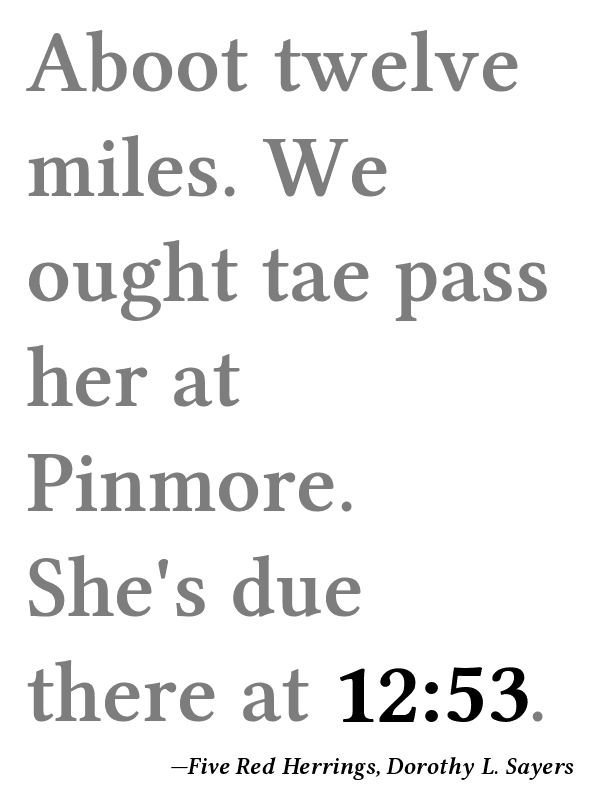 Aboot twelve
miles. We
ought tae pass
her at
Pinmore.
She's due
there at 12:53.
—Five Red Herrings, Dorothy L. Sayers